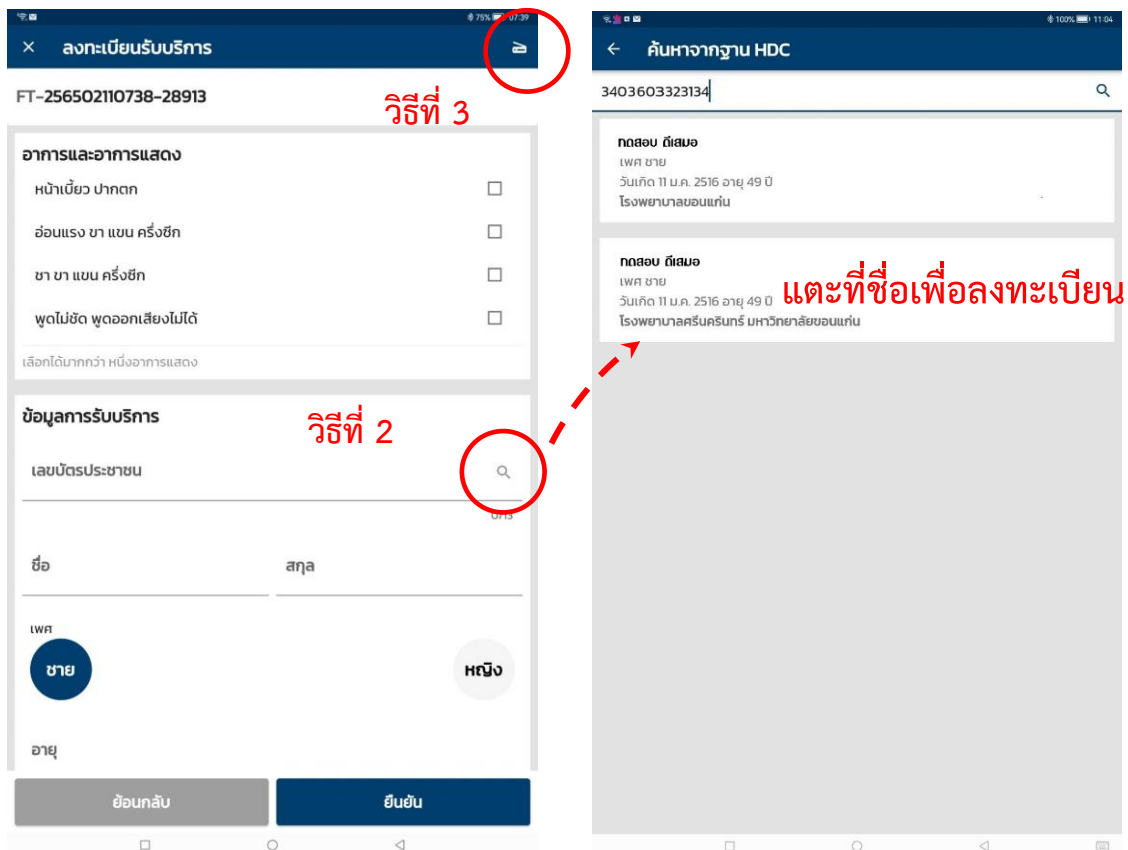 75% 07:39
ลงทะเบียนรับบริการ
FT-256502110738-28913
วิธีที่ 3
อาการและอาการแสดง
หน้าเบี้ยว ปากตก
อ่อนแรง ขา แขน ครึ่งซีก
ชา ขา แขน ครึ่งซีก
พูดไม่ชัด พูดออกเสียงไม่ได้
เลือกได้มากกว่า หนึ่งอาการแสดง
ข้อมูลการรับบริการ
วิธีที่ 2
เลขบัตรประชาชน
0/13
ชื่อ
สกุล
เพศ
ชาย
หญิง
อายุ
ย้อนกลับ
ยืนยัน
100% 11:04
ค้นหาจากฐาน HDC
3403603323134
ทดสอบ ดีเสมอ
เพศ ชาย
วันเกิด 11 ม.ค. 2516 อายุ 49 ปี
โรงพยาบาลขอนแก่น
ทดสอบ ดีเสมอ
เพศ ชาย
วันเกิด 11 ม.ค. 2516 อายุ 49 ปี
แตะที่ชื่อเพื่อลงทะเบียน
โรงพยาบาลศรีนครินทร์ มหาวิทยาลัยขอนแก่น